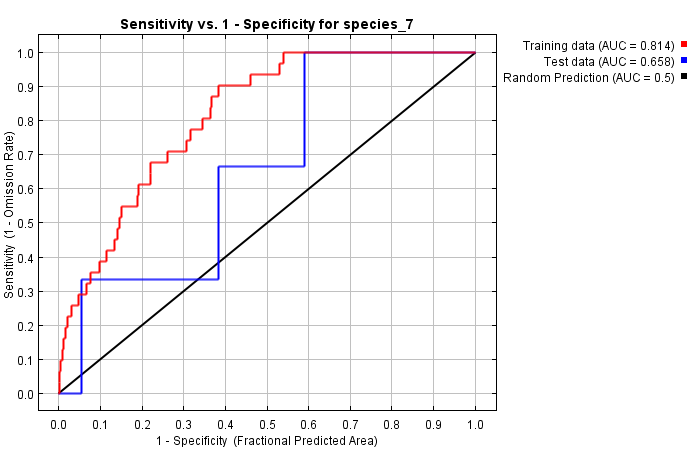 Sensitivity vs. 1 - Specificity for species_7
Training data (AUC = 0.814)
Test data (AUC = 0.658)
Random Prediction (AUC = 0.5)
Sensitivity (1 - Omission Rate)
1.0
0.9
0.8
0.7
0.6
0.5
0.4
0.3
0.2
0.1
0.0
0.0 0.1 0.2 0.3 0.4 0.5 0.6 0.7 0.8 0.9 1.0
1 - Specificity (Fractional Predicted Area)